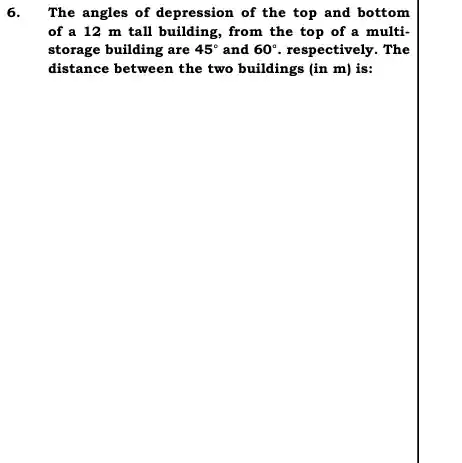 6. The angles of depression of the top and bottom
of a 12 m tall building, from the top of a multi-
storage building are 45° and 60°. respectively. The
distance between the two buildings (in m) is: